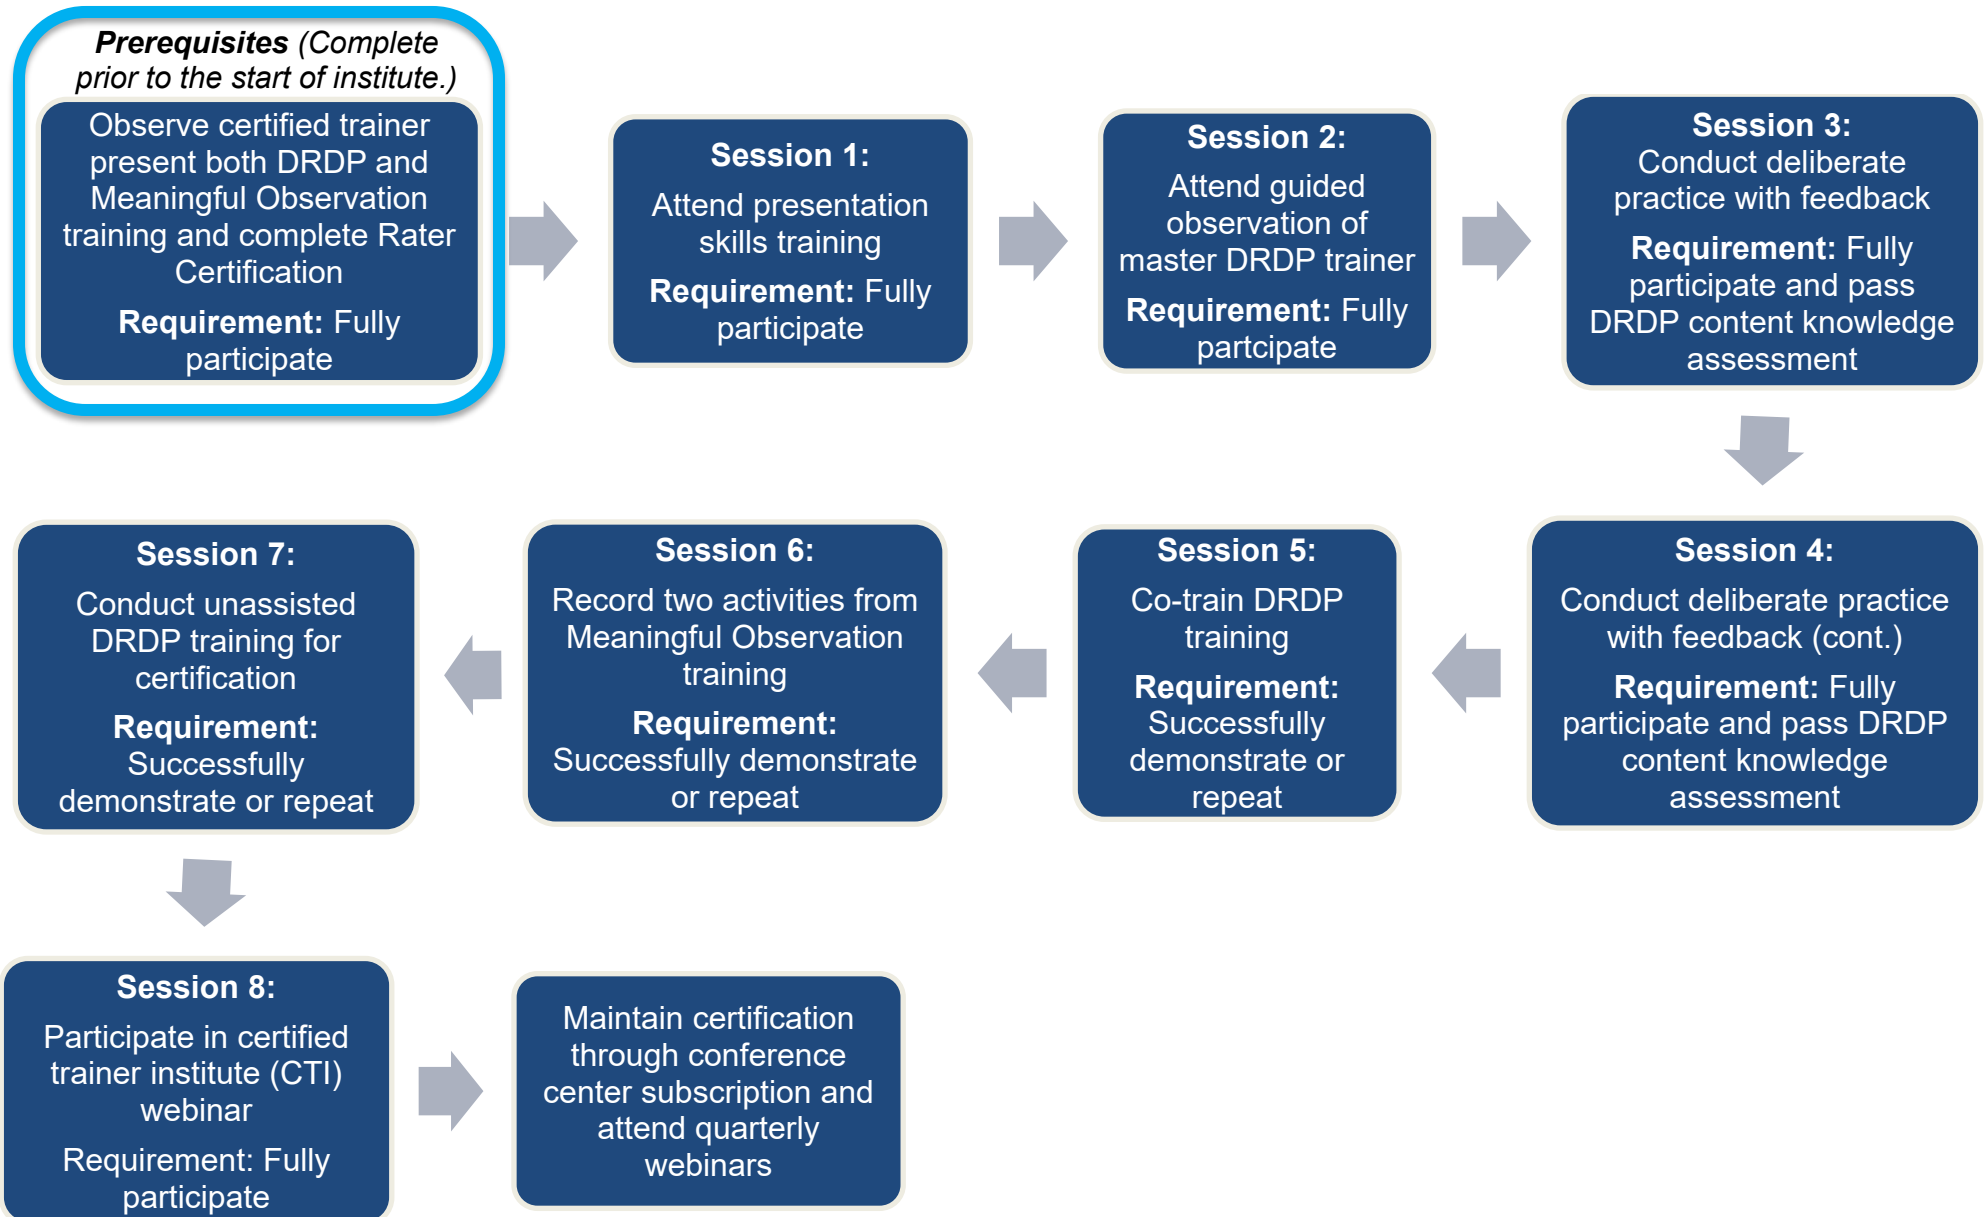 Prerequisites (Complete
prior to the start of institute.)
Observe certified trainer
present both DRDP and
Meaningful Observation
training and complete Rater
Certification
Requirement: Fully
participate
Session 1:
Attend presentation
skills training
Requirement: Fully
participate
Session 2:
Attend guided
observation of
master DRDP trainer
Requirement: Fully
partcipate
Session 3:
Conduct deliberate
practice with feedback
Requirement: Fully
participate and pass
DRDP content knowledge
assessment
Session 4:
Conduct deliberate practice
with feedback (cont.)
Requirement: Fully
participate and pass DRDP
content knowledge
assessment
Session 5:
Co-train DRDP
training
Requirement:
Successfully
demonstrate or
repeat
Session 6:
Record two activities from
Meaningful Observation
training
Requirement:
Successfully demonstrate
or repeat
Session 7:
Conduct unassisted
DRDP training for
certification
Requirement:
Successfully
demonstrate or repeat
Session 8:
Participate in certified
trainer institute (CTI)
webinar
Requirement: Fully
participate
Maintain certification
through conference
center subscription and
attend quarterly
webinars